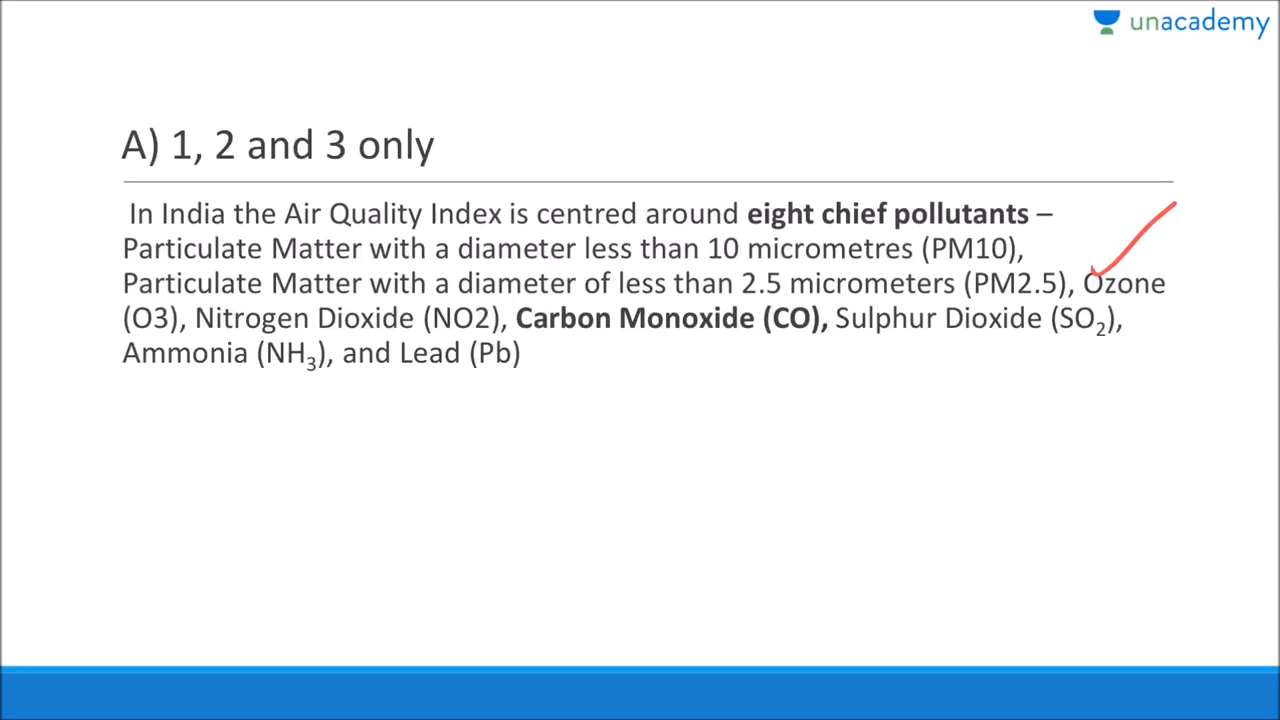 unacademy
A) 1, 2 and 3 only
In India the Air Quality Index is centred around eight chief pollutants –
Particulate Matter with a diameter less than 10 micrometres (PM10),
Particulate Matter with a diameter of less than 2.5 micrometers (PM2.5), Ozone
(O3), Nitrogen Dioxide (NO2), Carbon Monoxide (CO), Sulphur Dioxide (SO₂),
Ammonia (NH₃), and Lead (Pb)